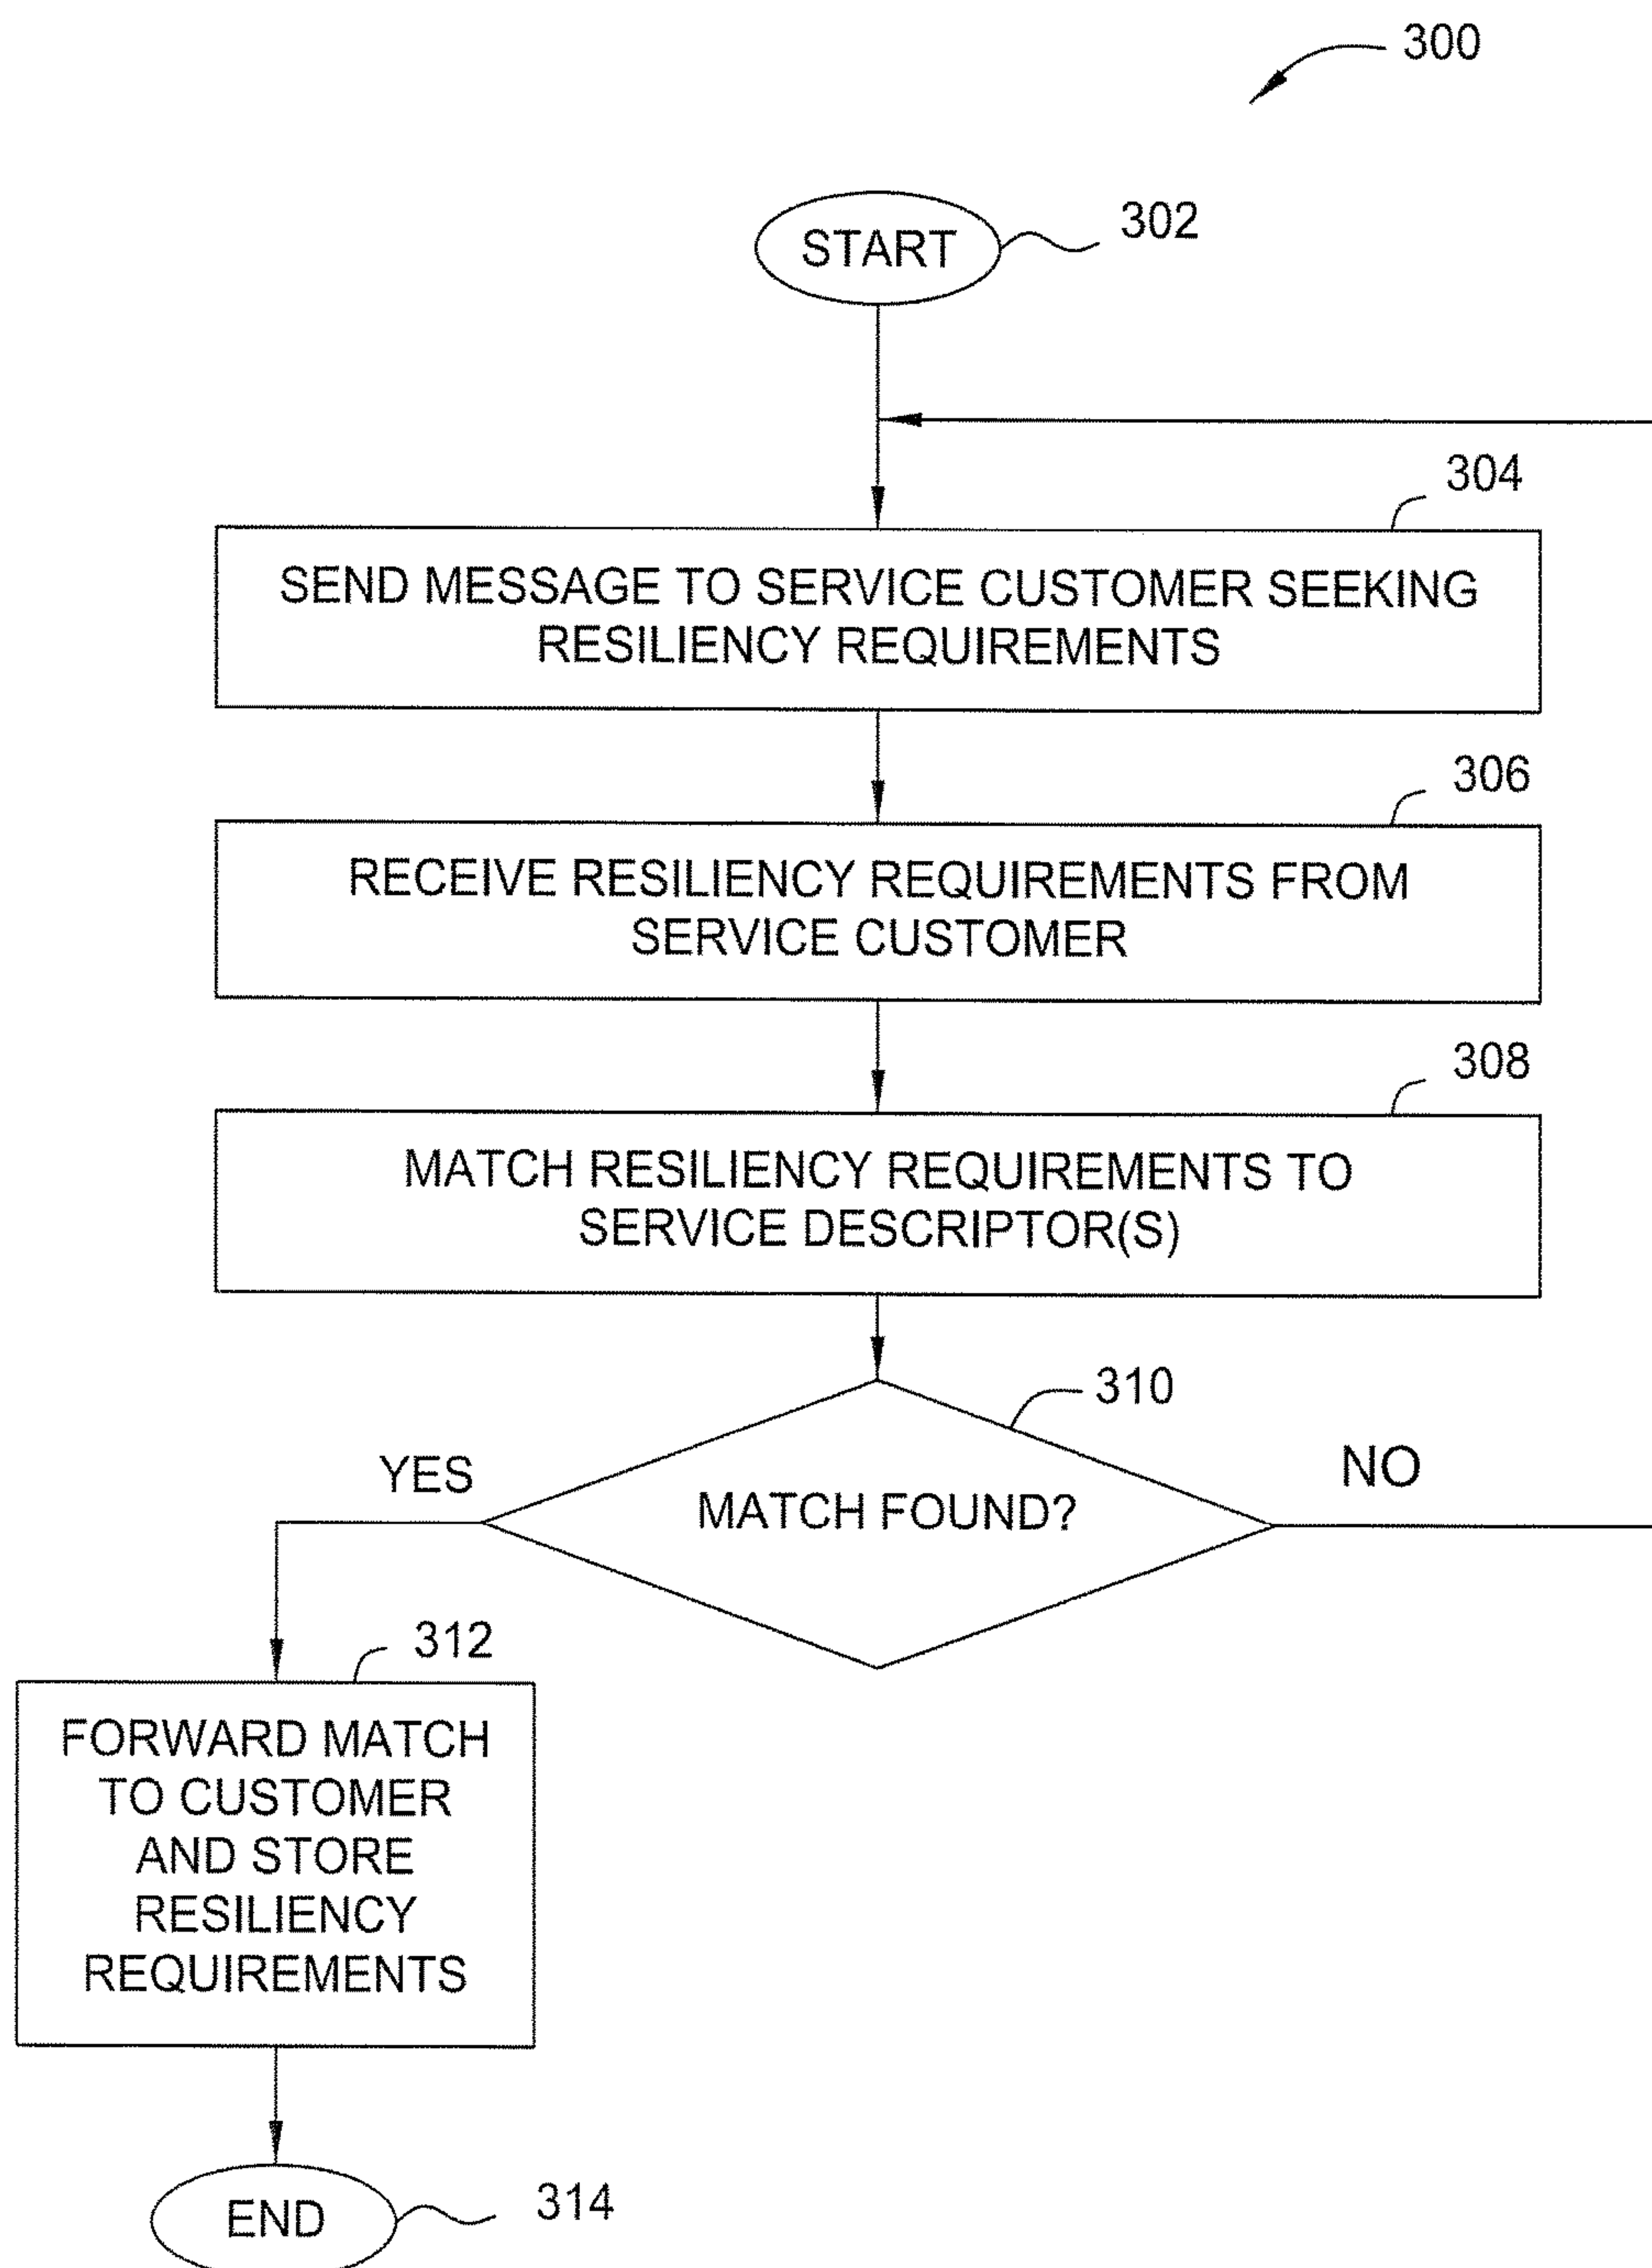 300
START
302
304
SEND MESSAGE TO SERVICE CUSTOMER SEEKING
RESILIENCY REQUIREMENTS
306
RECEIVE RESILIENCY REQUIREMENTS FROM
SERVICE CUSTOMER
308
MATCH RESILIENCY REQUIREMENTS TO
SERVICE DESCRIPTOR(S)
310
YES
MATCH FOUND?
NO
312
FORWARD MATCH
TO CUSTOMER
AND STORE
RESILIENCY
REQUIREMENTS
END
314